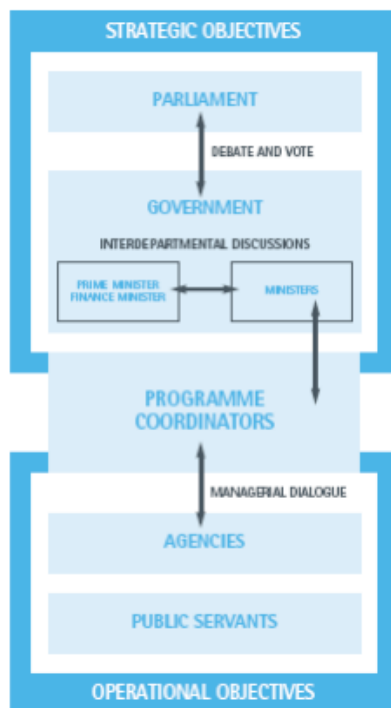 STRATEGIC OBJECTIVES
PARLIAMENT
DEBATE AND VOTE
GOVERNMENT
INTERDEPARTMENTAL DISCUSSIONS
PRIME MINISTER
FINANCE MINISTER
MINISTERS
PROGRAMME
COORDINATORS
MANAGERIAL DIALOGUE
AGENCIES
PUBLIC SERVANTS
OPERATIONAL OBJECTIVES